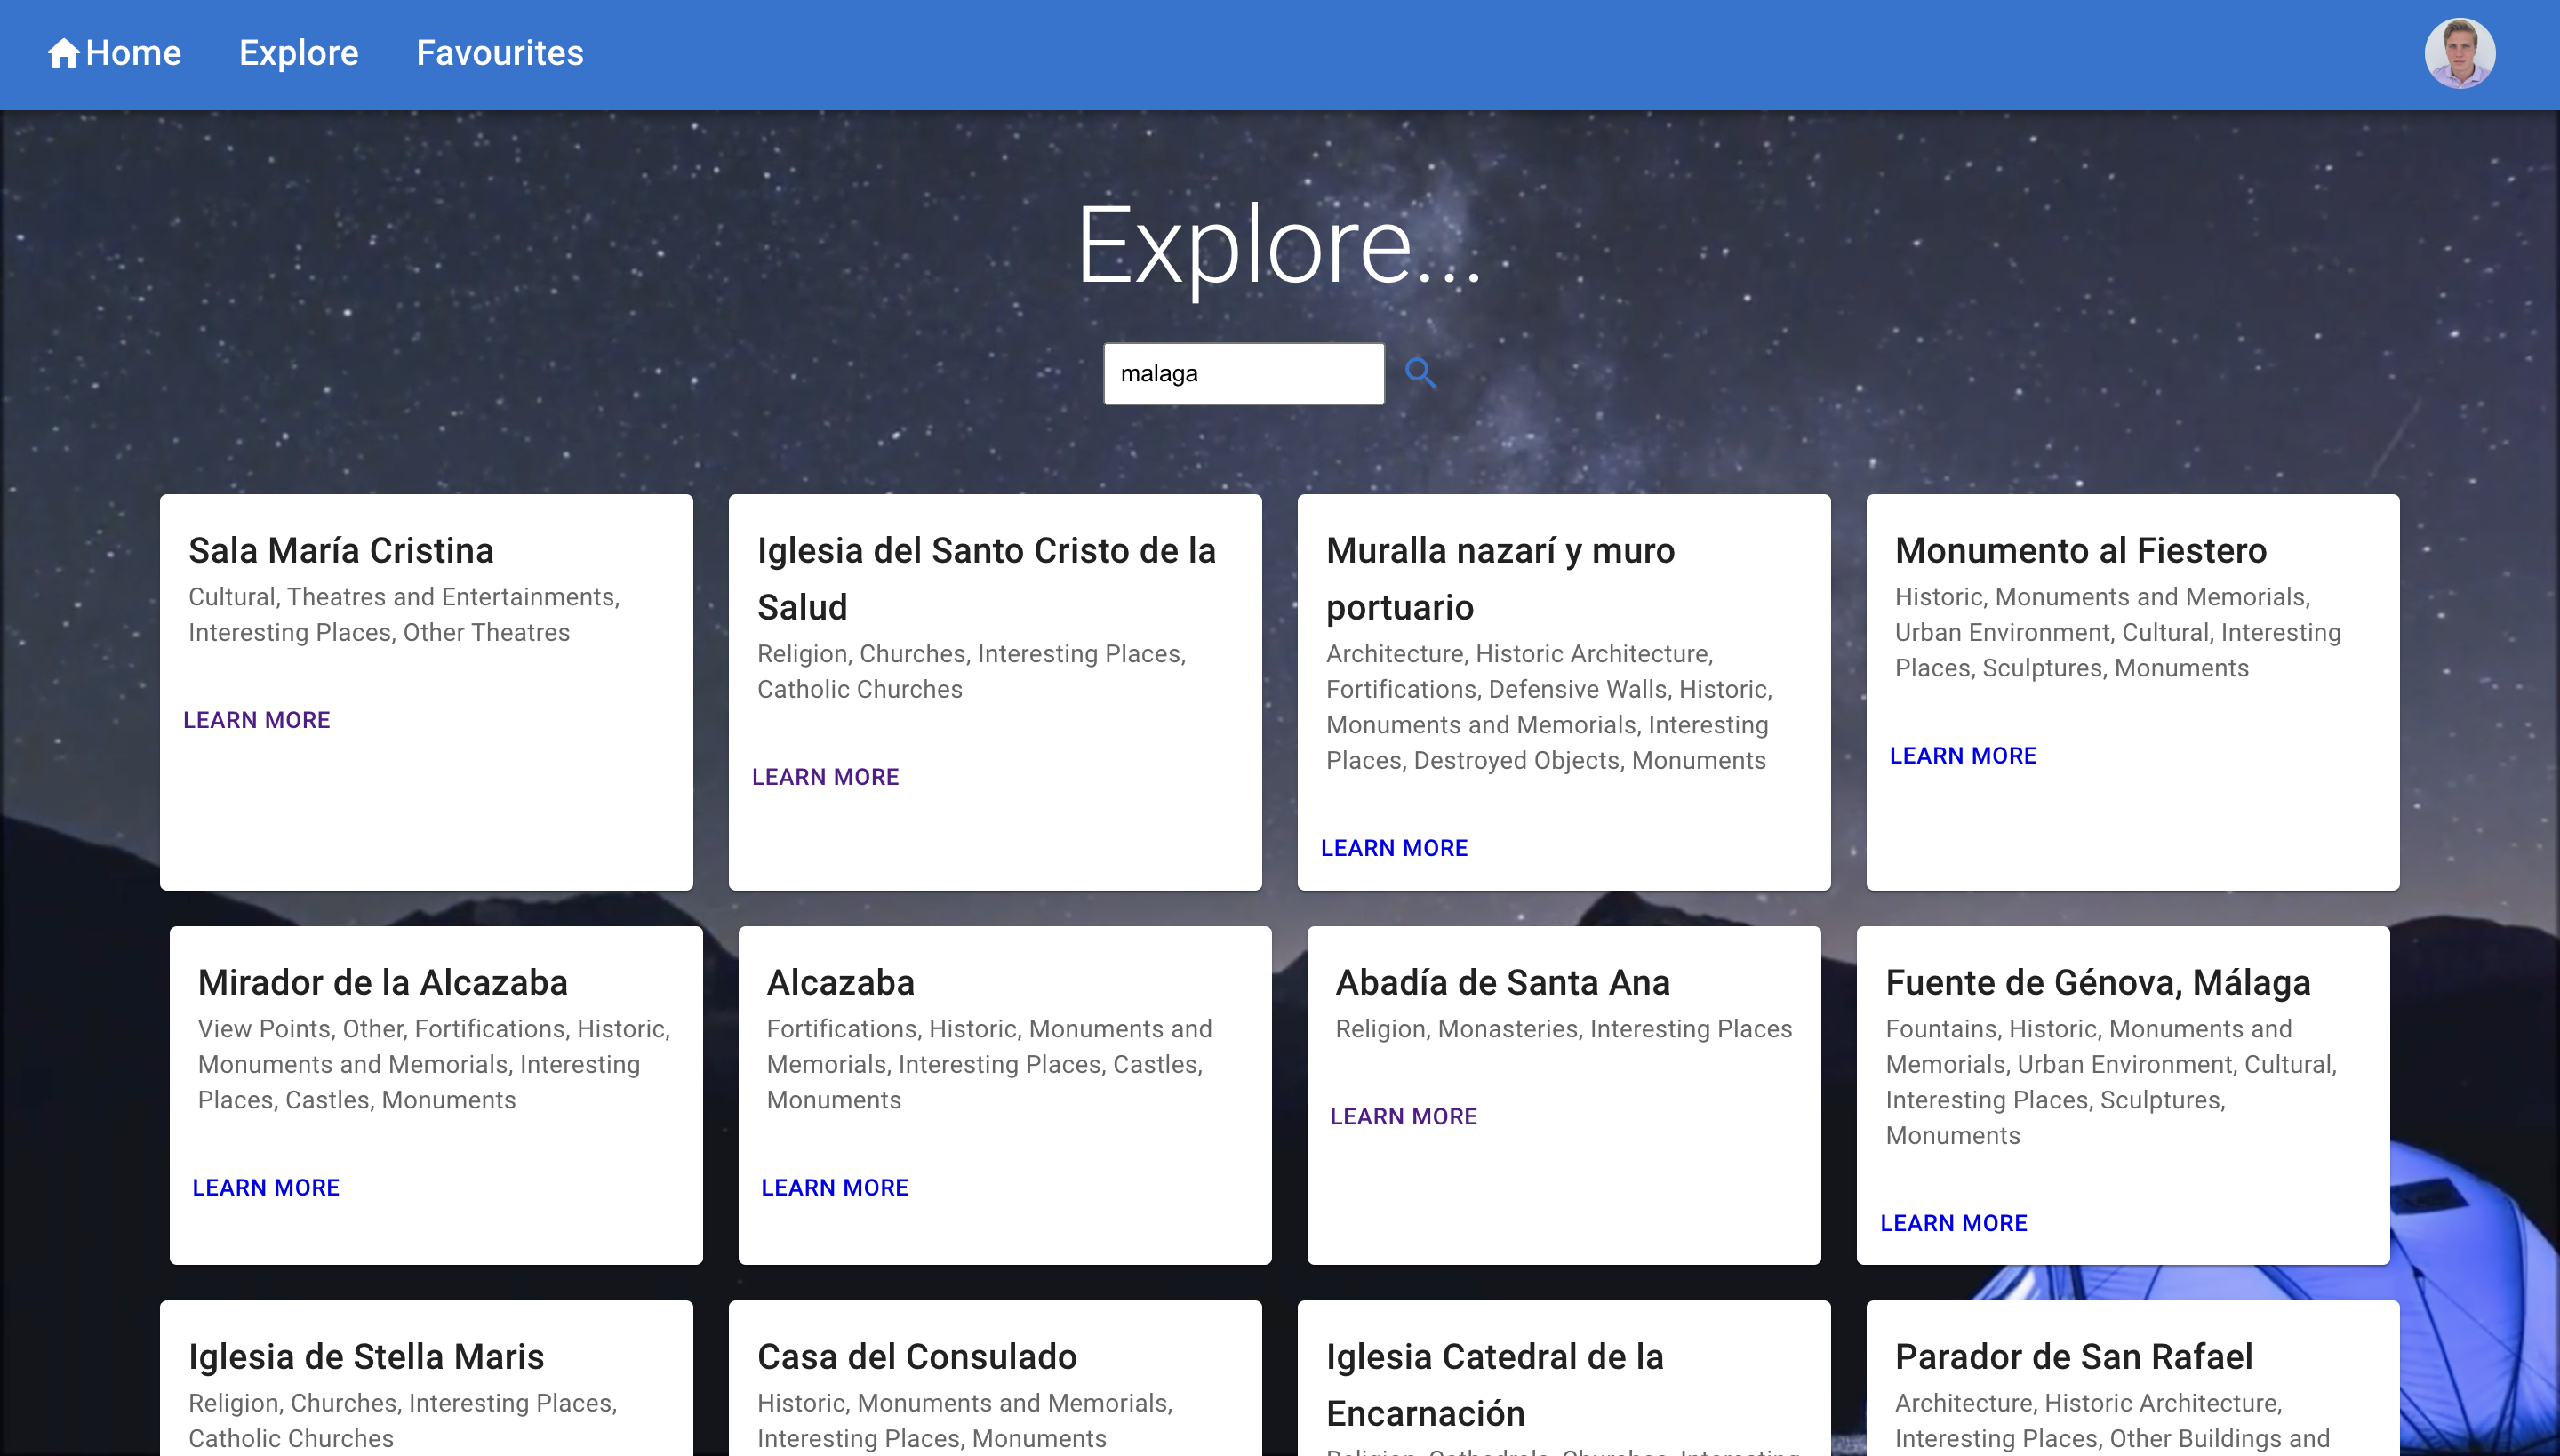 Home Explore Favourites
Explore...
malaga
Sala María Cristina
Cultural, Theatres and Entertainments,
Interesting Places, Other Theatres
LEARN MORE
Iglesia del Santo Cristo de la
Salud
Religion, Churches, Interesting Places,
Catholic Churches
LEARN MORE
Muralla nazarí y muro
portuario
Architecture, Historic Architecture,
Fortifications, Defensive Walls, Historic,
Monuments and Memorials, Interesting
Places, Destroyed Objects, Monuments
LEARN MORE
Monumento al Fiestero
Historic, Monuments and Memorials,
Urban Environment, Cultural, Interesting
Places, Sculptures, Monuments
LEARN MORE
Mirador de la Alcazaba
View Points, Other, Fortifications, Historic,
Monuments and Memorials, Interesting
Places, Castles, Monuments
LEARN MORE
Alcazaba
Fortifications, Historic, Monuments and
Memorials, Interesting Places, Castles,
Monuments
LEARN MORE
Abadía de Santa Ana
Religion, Monasteries, Interesting Places
LEARN MORE
Fuente de Génova, Málaga
Fountains, Historic, Monuments and
Memorials, Urban Environment, Cultural,
Interesting Places, Sculptures,
Monuments
LEARN MORE
Iglesia de Stella Maris
Religion, Churches, Interesting Places,
Catholic Churches
Casa del Consulado
Historic, Monuments and Memorials,
Interesting Places, Monuments
Iglesia Catedral de la
Encarnación
Religion, Cathedrals, Churches, Interesting
Parador de San Rafael
Architecture, Historic Architecture,
Interesting Places, Other Buildings and